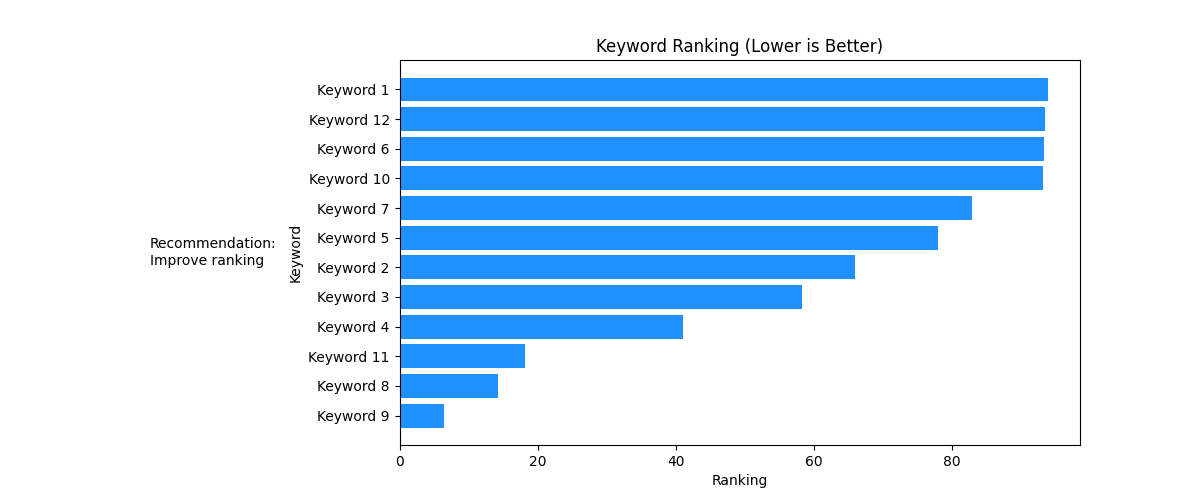 Keyword Ranking (Lower is Better)
Keyword 1
Keyword 12
Keyword 6
Keyword 10
Keyword 7
Keyword 5
Keyword 2
Keyword 3
Keyword 4
Keyword 11
Keyword 8
Keyword 9
Keyword
Recommendation:
Improve ranking
0 20 40 60 80
Ranking